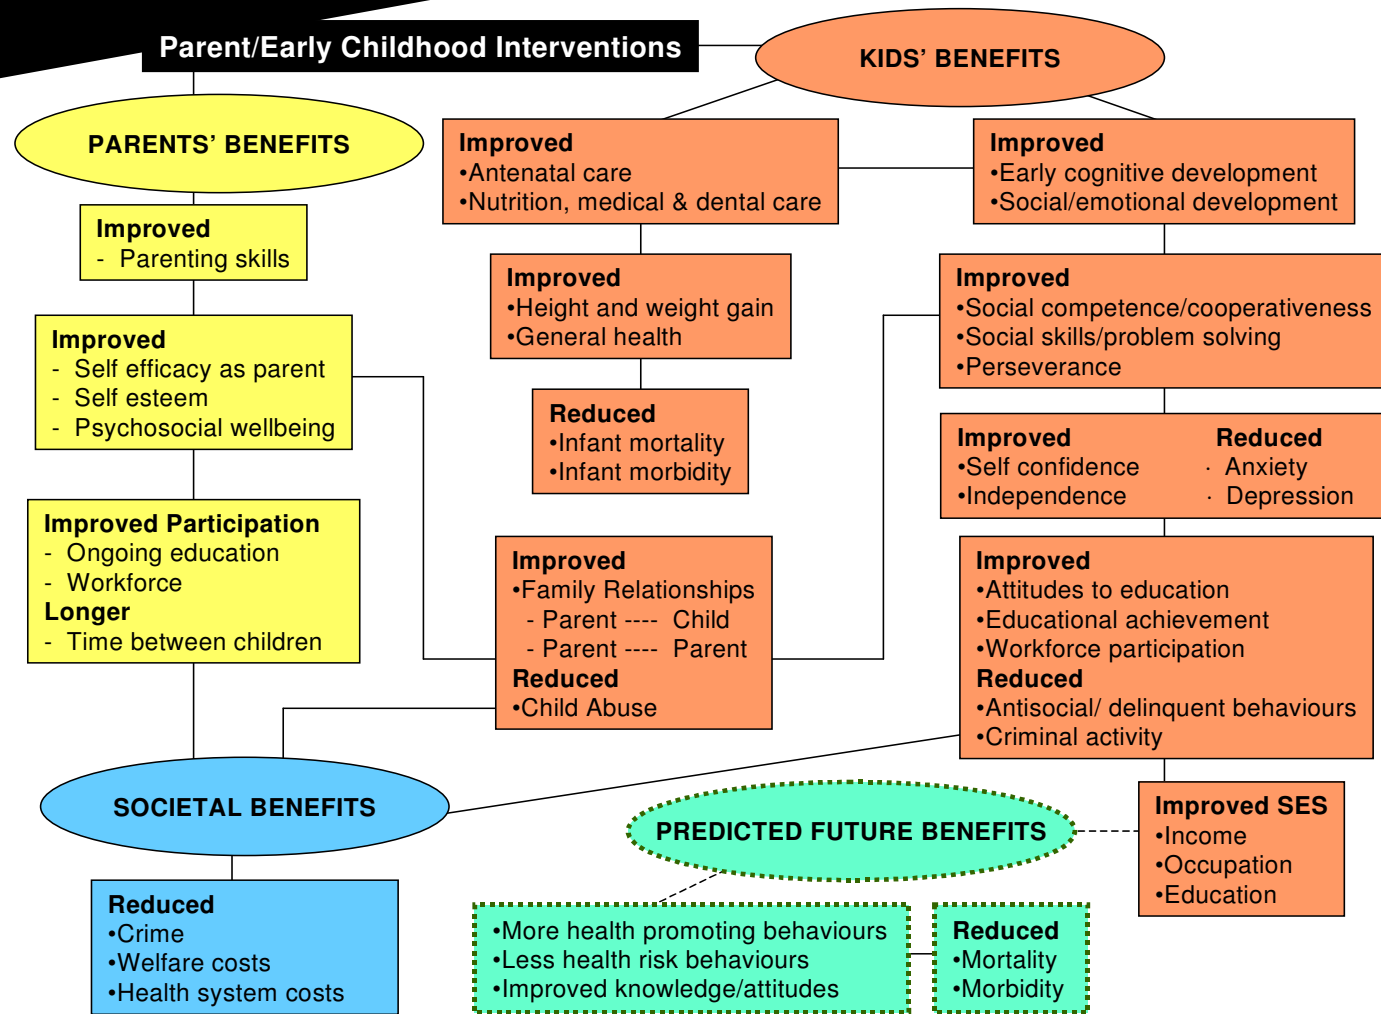 Parent/Early Childhood Interventions
KIDS’ BENEFITS
PARENTS’ BENEFITS
Improved
- Parenting skills
Improved
- Self efficacy as parent
- Self esteem
- Psychosocial wellbeing
Improved Participation
- Ongoing education
- Workforce
Longer
- Time between children
Improved
•Antenatal care
•Nutrition, medical & dental care
Improved
•Height and weight gain
•General health
Reduced
•Infant mortality
•Infant morbidity
Improved
•Family Relationships
- Parent ---- Child
- Parent ---- Parent
Reduced
•Child Abuse
Improved
•Early cognitive development
•Social/emotional development
Improved
•Social competence/cooperativeness
•Social skills/problem solving
•Perseverance
Improved Reduced
•Self confidence · Anxiety
•Independence · Depression
Improved
•Attitudes to education
•Educational achievement
•Workforce participation
Reduced
•Antisocial/ delinquent behaviours
•Criminal activity
Improved SES
•Income
•Occupation
•Education
SOCIETAL BENEFITS
Reduced
•Crime
•Welfare costs
•Health system costs
PREDICTED FUTURE BENEFITS
•More health promoting behaviours
•Less health risk behaviours
•Improved knowledge/attitudes
Reduced
•Mortality
•Morbidity